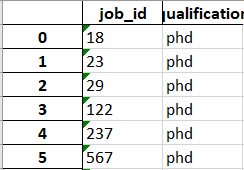 job_id ualification
0 18 phd
1 23 phd
2 29 phd
3 122 phd
4 237 phd
5 567 phd